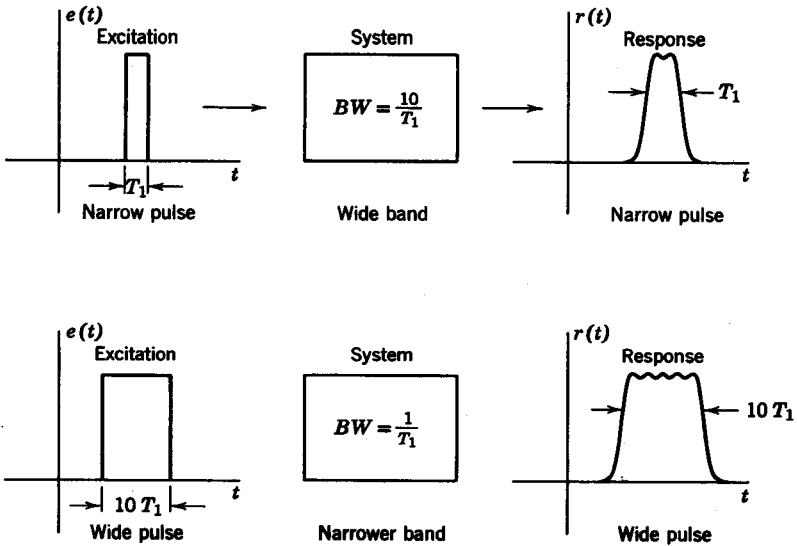 e(t)
Excitation
System
r(t)
Response
BW = 10/T₁
T₁
t
T₁
t
Narrow pulse
Wide band
Narrow pulse
e(t)
Excitation
System
r(t)
Response
BW = 1/T₁
10 T₁
t
10 T₁
t
Wide pulse
Narrower band
Wide pulse